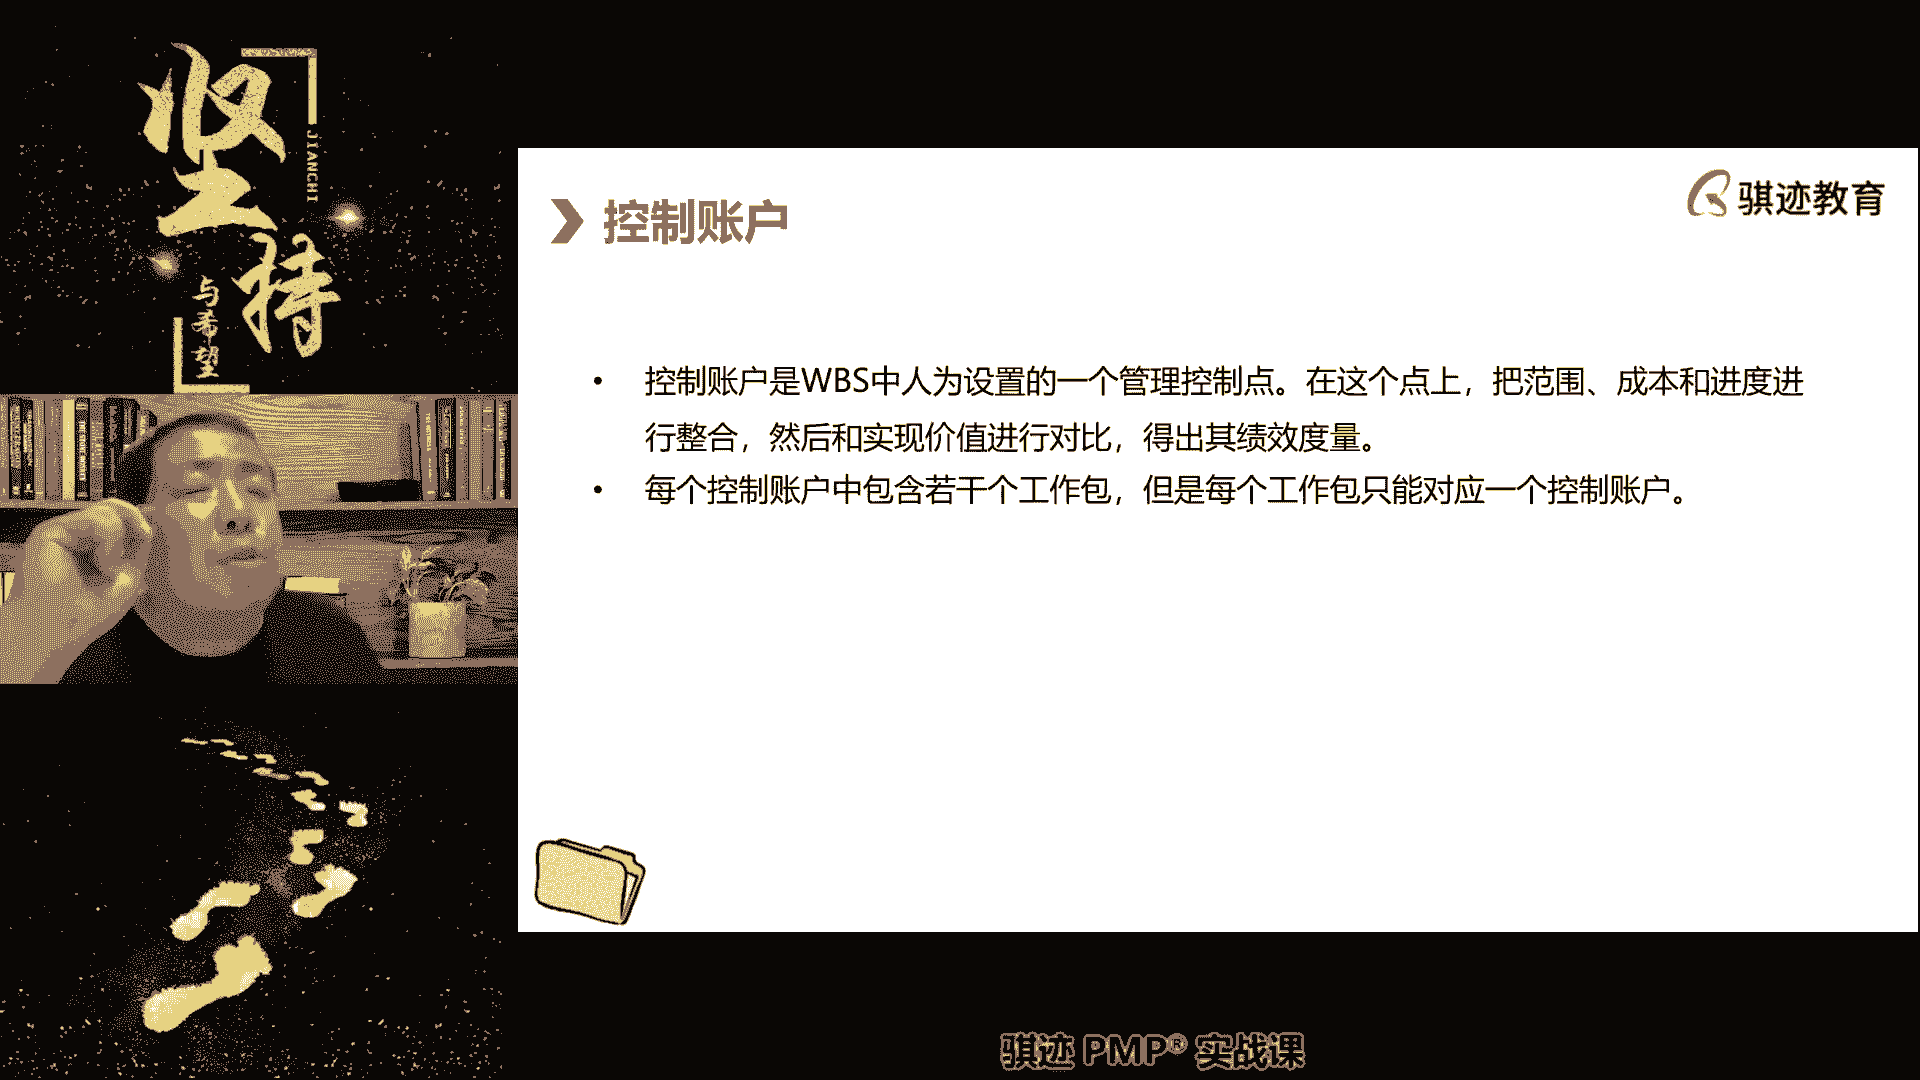 坚持
JIANCHI
与希望
骐迹教育
控制账户
• 控制账户是WBS中人为设置的一个管理控制点。在这个点上，把范围、成本和进度进
行整合，然后和实现价值进行对比，得出其绩效度量。
• 每个控制账户中包含若干个工作包，但是每个工作包只能对应一个控制账户。
骐迹 PMP® 实战课